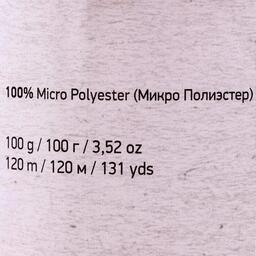 100% Micro Polyester (Микро Полиэстер)
100 g / 100 г / 3,52 oz
120 m / 120 м / 131 yds